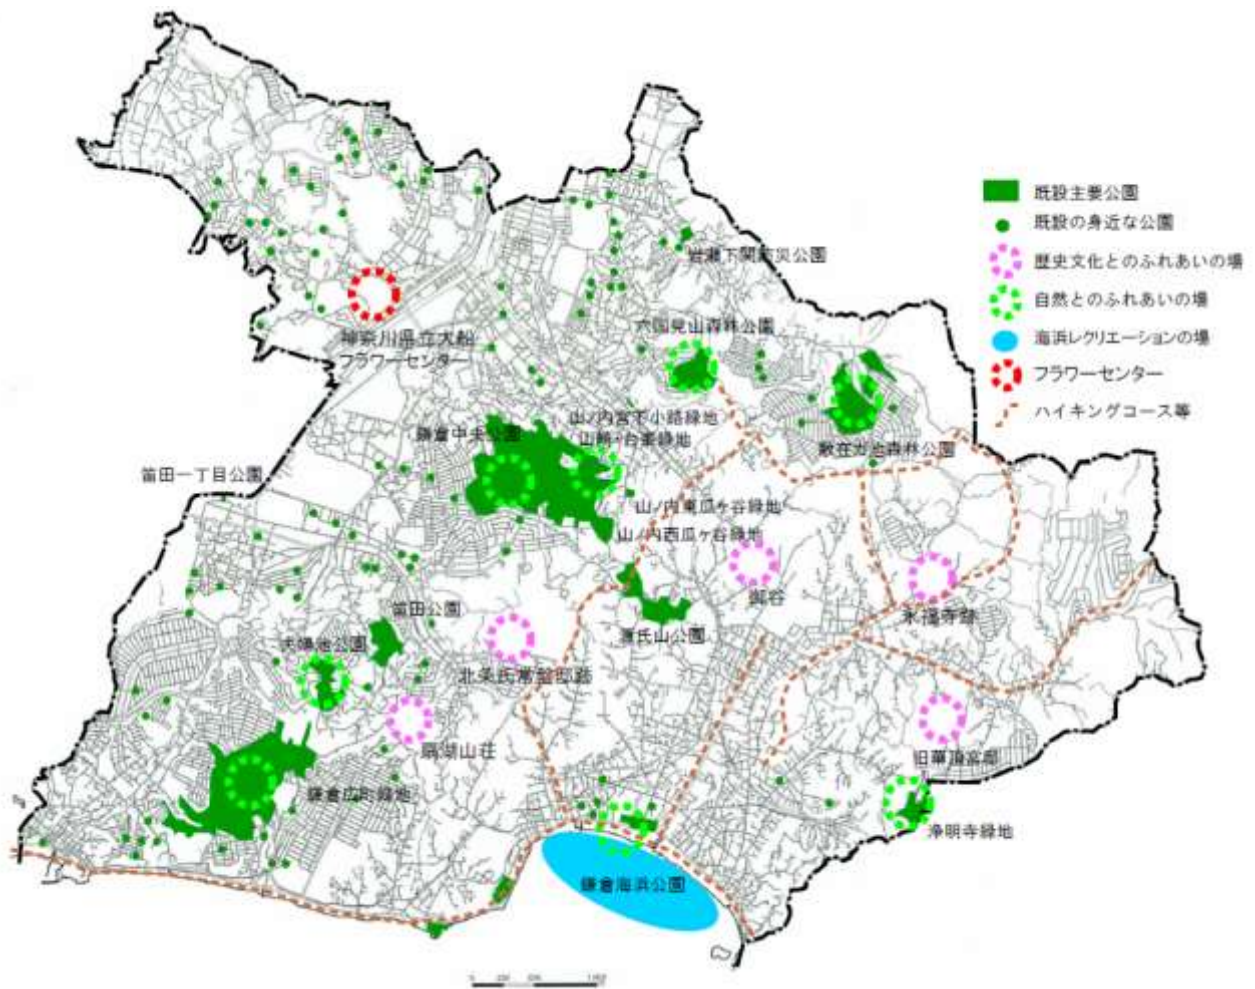 既設主要公園
既設の身近な公園
歴史文化とのふれあいの場
自然とのふれあいの場
海浜レクリエーションの場
フラワーセンター
ハイキングコース等
岩瀬下関防災公園
六国見山森林公園
神奈川県立大船
フラワーセンター
山ノ内宮下小路緑地
鎌倉中央公園
山崎・台峯緑地
散在ガ池森林公園
笛田一丁目公園
山ノ内東瓜ヶ谷緑地
山ノ内西瓜ヶ谷緑地
御谷
永福寺跡
笛田公園
源氏山公園
夫婦池公園
北条氏常盤邸跡
扇湖山荘
旧華頂宮邸
鎌倉広町緑地
浄明寺緑地
鎌倉海浜公園